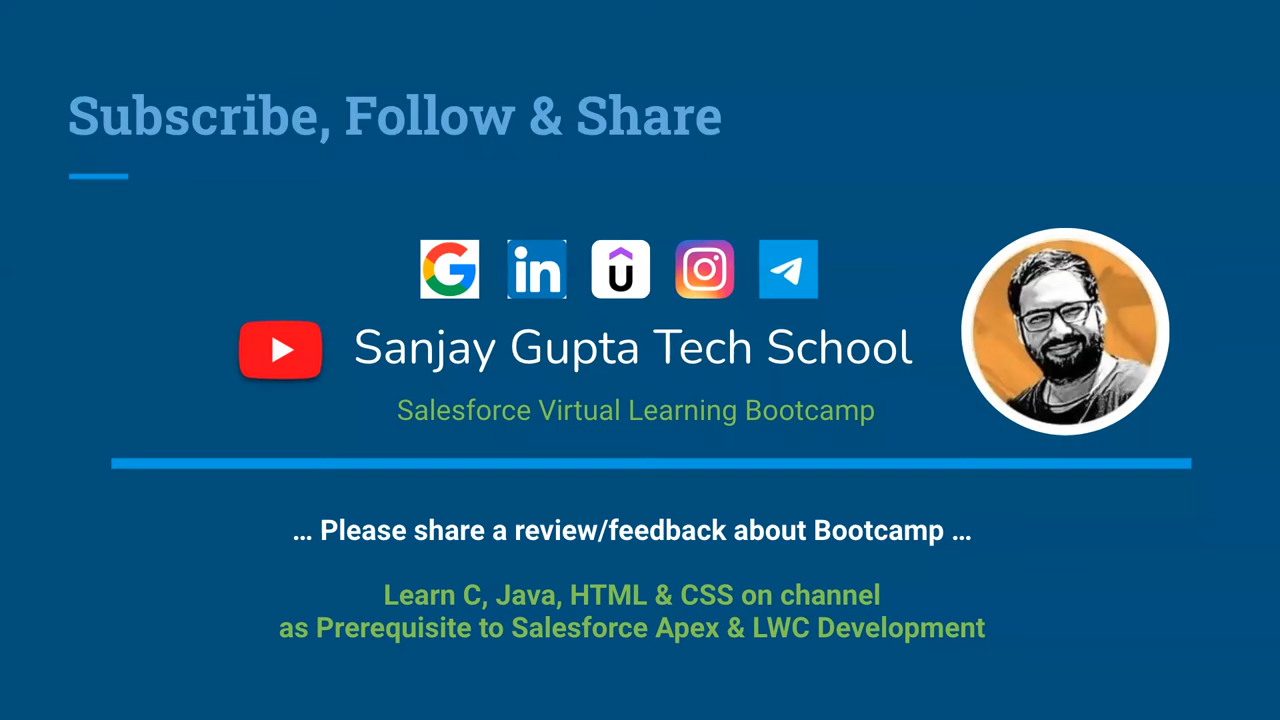 Subscribe, Follow & Share
Sanjay Gupta Tech School
Salesforce Virtual Learning Bootcamp
... Please share a review/feedback about Bootcamp ...
Learn C, Java, HTML & CSS on channel
as Prerequisite to Salesforce Apex & LWC Development